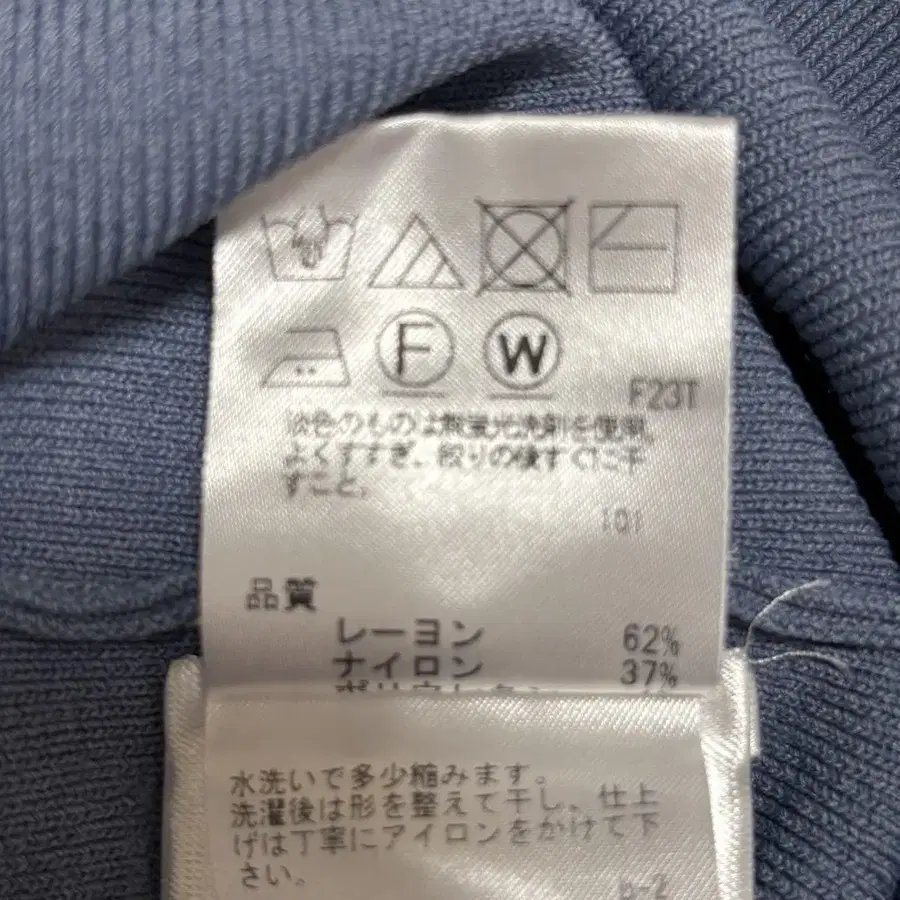 F
W
F23T
淡色のものは無蛍光洗剤を使用、
よくすすぎ、絞りの後すぐに干
すこと。
101
品質
レーヨン 62%
ナイロン 37%
水洗いで多少縮みます。
洗濯後は形を整えて干し、仕上
げは丁寧にアイロンをかけて下
さい。
b-2